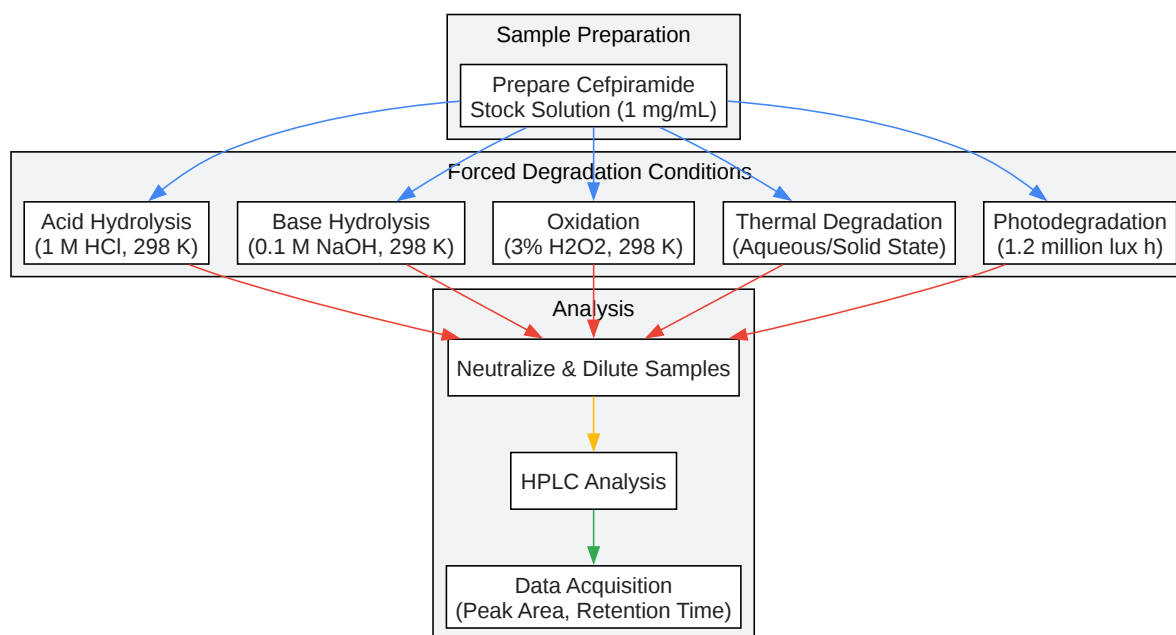 Sample Preparation
Prepare Cefpiramide
Stock Solution (1 mg/mL)
Forced Degradation Conditions
Acid Hydrolysis
(1 M HCl, 298 K)
Base Hydrolysis
(0.1 M NaOH, 298 K)
Oxidation
(3% H2O2, 298 K)
Thermal Degradation
(Aqueous/Solid State)
Photodegradation
(1.2 million lux h)
Analysis
Neutralize & Dilute Samples
HPLC Analysis
Data Acquisition
(Peak Area, Retention Time)